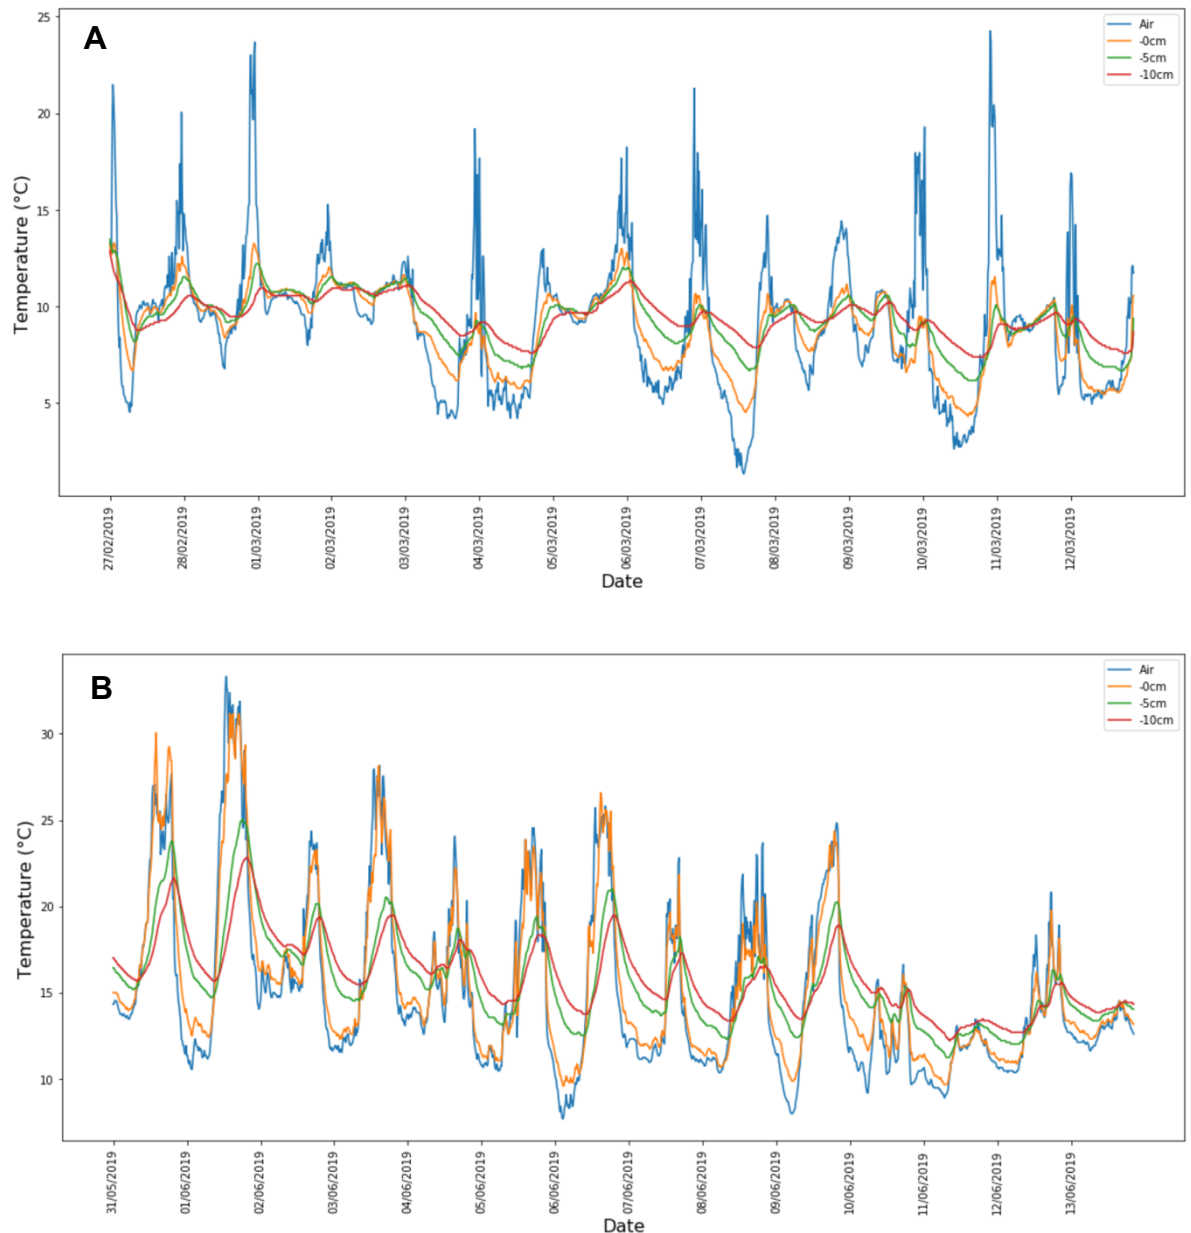 A
Air
-0cm
-5cm
-10cm
25
20
15
10
5
Temperature (°C)
27/02/2019
28/02/2019
01/03/2019
02/03/2019
03/03/2019
04/03/2019
05/03/2019
06/03/2019
07/03/2019
08/03/2019
09/03/2019
10/03/2019
11/03/2019
12/03/2019
Date
B
Air
-0cm
-5cm
-10cm
30
25
20
15
10
Temperature (°C)
31/05/2019
01/06/2019
02/06/2019
03/06/2019
04/06/2019
05/06/2019
06/06/2019
07/06/2019
08/06/2019
09/06/2019
10/06/2019
11/06/2019
12/06/2019
13/06/2019
Date